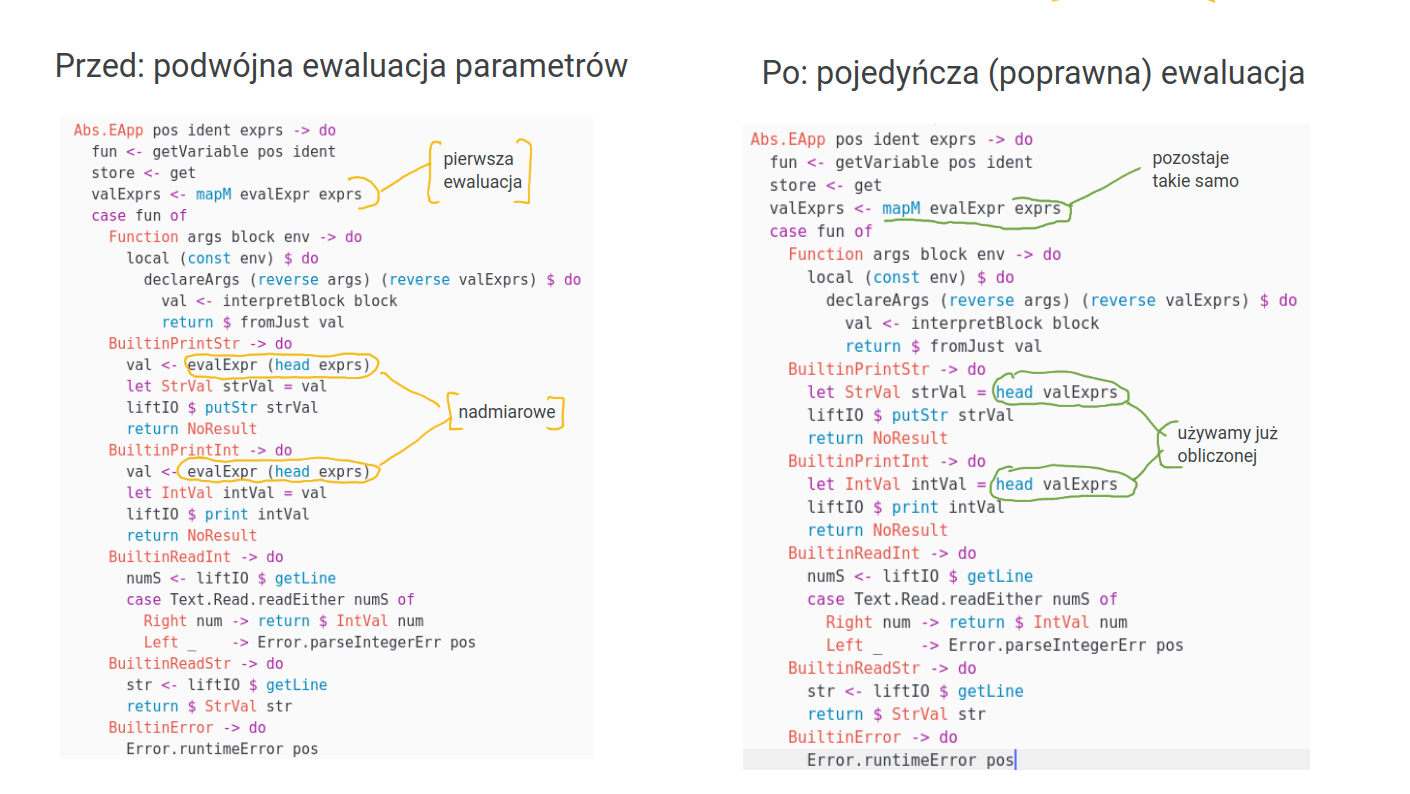 Przed: podwójna ewaluacja parametrów
Abs.EApp pos ident exprs -> do
fun <- getVariable pos ident
store <- get
valExprs <- mapM evalExpr exprs
case fun of
Function args block env -> do
local (const env) $ do
declareArgs (reverse args) (reverse valExprs) $ do
val <- interpretBlock block
return $ fromJust val
BuiltinPrintStr -> do
val <- evalExpr (head exprs)
let StrVal strVal = val
liftIO $ putStr strVal
return NoResult
BuiltinPrintInt -> do
val <- evalExpr (head exprs)
let IntVal intVal = val
liftIO $ print intVal
return NoResult
BuiltinReadInt -> do
numS <- liftIO $ getLine
case Text.Read.readEither numS of
Right num -> return $ IntVal num
Left _    -> Error.parseIntegerErr pos
BuiltinReadStr -> do
str <- liftIO $ getLine
return $ StrVal str
BuiltinError -> do
Error.runtimeError pos
pierwsza
ewaluacja
nadmiarowe
Po: pojedyńcza (poprawna) ewaluacja
Abs.EApp pos ident exprs -> do
fun <- getVariable pos ident
store <- get
valExprs <- mapM evalExpr exprs
case fun of
Function args block env -> do
local (const env) $ do
declareArgs (reverse args) (reverse valExprs) $ do
val <- interpretBlock block
return $ fromJust val
BuiltinPrintStr -> do
let StrVal strVal = head valExprs
liftIO $ putStr strVal
return NoResult
BuiltinPrintInt -> do
let IntVal intVal = head valExprs
liftIO $ print intVal
return NoResult
BuiltinReadInt -> do
numS <- liftIO $ getLine
case Text.Read.readEither numS of
Right num -> return $ IntVal num
Left _    -> Error.parseIntegerErr pos
BuiltinReadStr -> do
str <- liftIO $ getLine
return $ StrVal str
BuiltinError -> do
Error.runtimeError pos
pozostaje
takie samo
używamy już
obliczonej